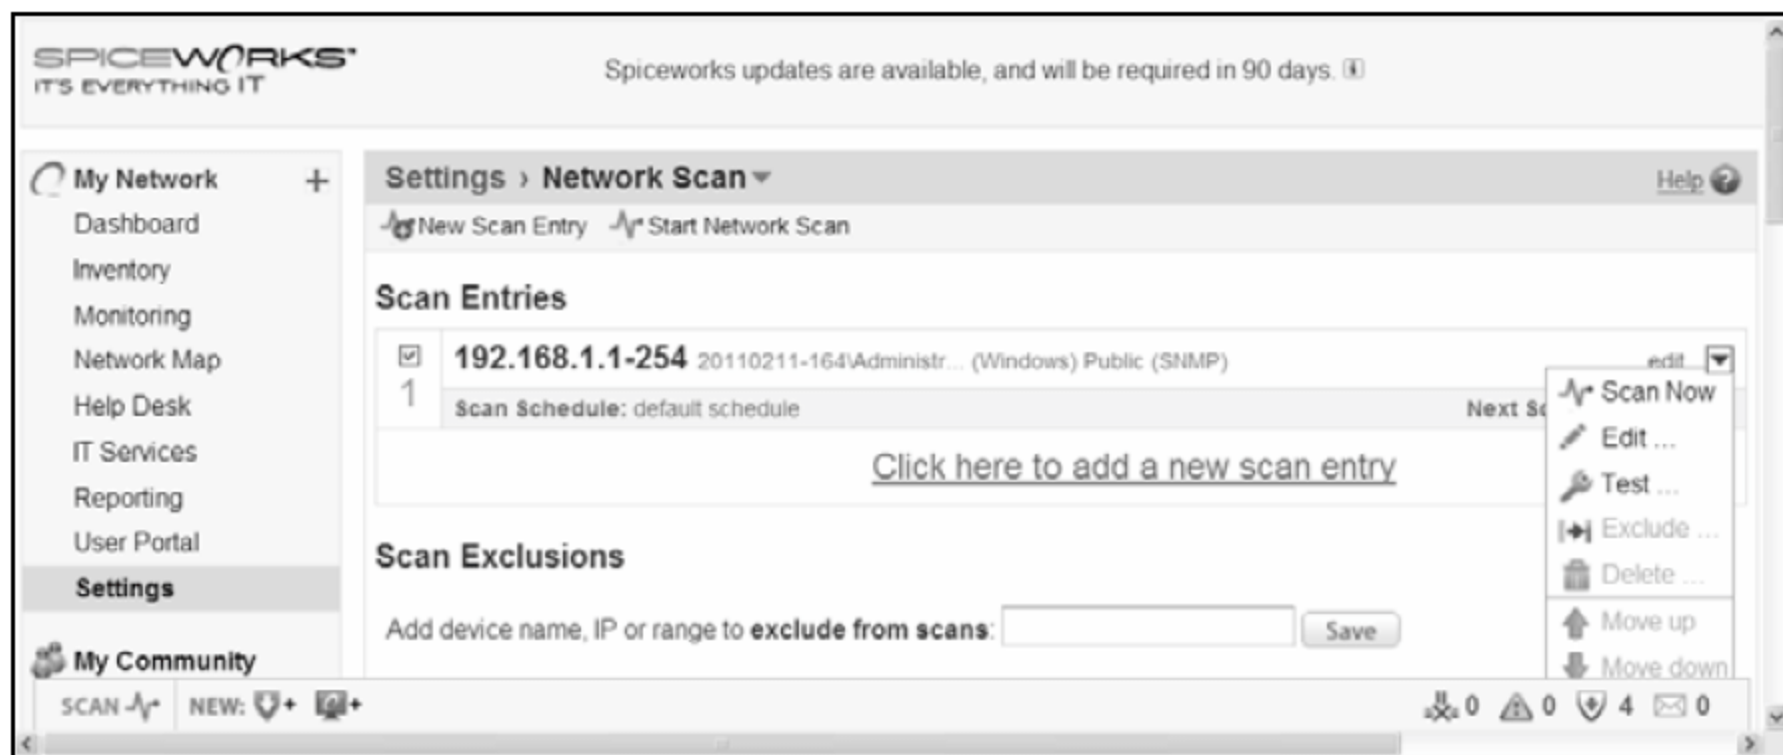 SPICEWORKS
IT'S EVERYTHING IT
Spiceworks updates are available, and will be required in 90 days.
My Network +
Dashboard
Inventory
Monitoring
Network Map
Help Desk
IT Services
Reporting
User Portal
Settings
My Community
Settings › Network Scan
Help ?
New Scan Entry Start Network Scan
Scan Entries
192.168.1.1-254 20110211-164\Administr... (Windows) Public (SNMP) edit
1
Scan Schedule: default schedule Next
Click here to add a new scan entry
Scan Now
Edit ...
Test ...
Exclude ...
Delete ...
Move up
Move down
Scan Exclusions
Add device name, IP or range to exclude from scans: Save
SCAN NEW: + +
0 0 4 0